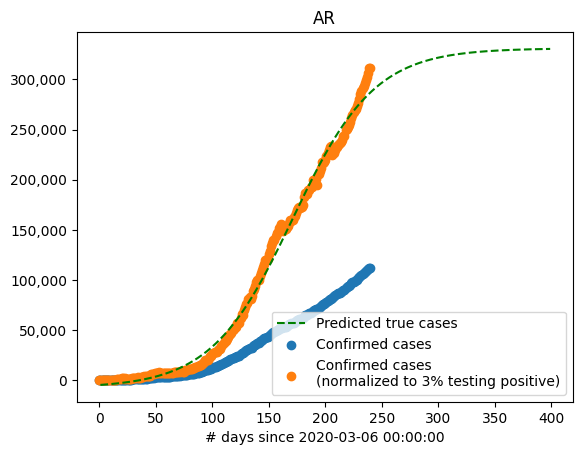 AR
300,000
250,000
200,000
150,000
100,000
50,000
0
Predicted true cases
Confirmed cases
Confirmed cases
(normalized to 3% testing positive)
0 50 100 150 200 250 300 350 400
# days since 2020-03-06 00:00:00